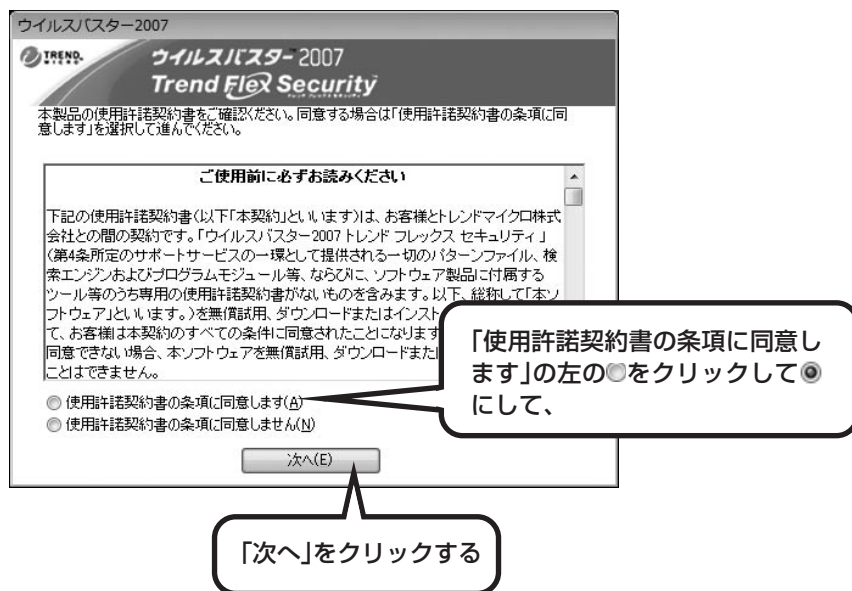 ウイルスバスター2007
TREND
ウイルスバスター™2007
Trend Flex Security
本製品の使用許諾契約書をご確認ください。同意する場合は「使用許諾契約書の条項に同
意します」を選択して進んでください。
ご使用前に必ずお読みください
下記の使用許諾契約書(以下「本契約」といいます)は、お客様とトレンドマイクロ株式
会社との間の契約です。「ウイルスバスター2007 トレンド フレックス セキュリティ」
(第4条所定のサポートサービスの一環として提供される一切のパターンファイル、検
索エンジンおよびプログラムモジュール等、ならびに、ソフトウェア製品に付属する
ツール等のうち専用の使用許諾契約書がないものを含みます。以下、総称して「本ソ
フトウェア」といいます。)を無償試用、ダウンロードまたはインスト
て、お客様は本契約のすべての条件に同意されたことになります
同意できない場合、本ソフトウェアを無償試用、ダウンロードまた
ことはできません。
使用許諾契約書の条項に同意します(A)
使用許諾契約書の条項に同意しません(N)
次へ(E)
「使用許諾契約書の条項に同意し
ます」の左の◯をクリックして◉
にして、
「次へ」をクリックする